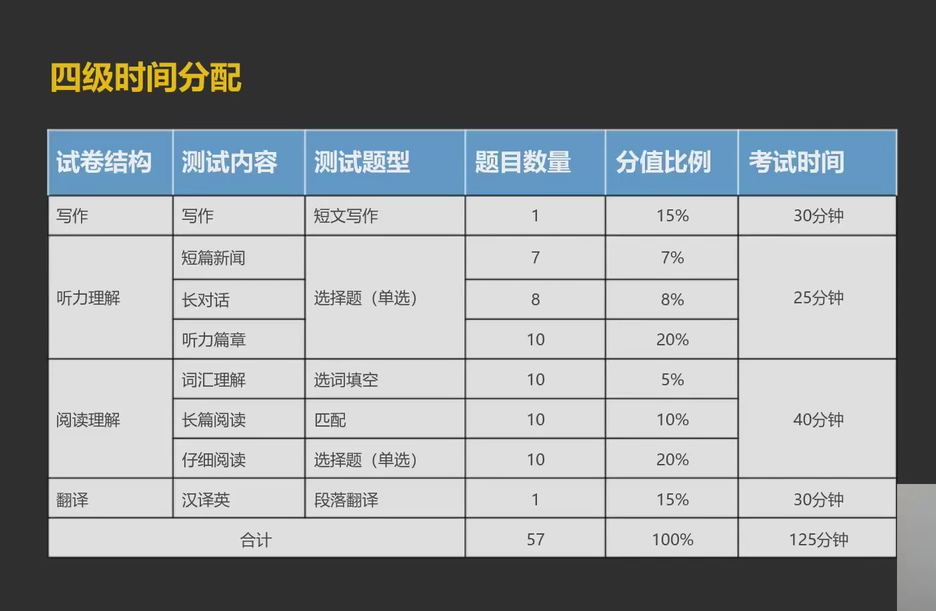 四级时间分配
试卷结构 测试内容 测试题型 题目数量 分值比例 考试时间
写作 写作 短文写作 1 15% 30分钟
听力理解 短篇新闻 选择题（单选） 7 7% 25分钟
长对话 8 8%
听力篇章 10 20%
阅读理解 词汇理解 选词填空 10 5% 40分钟
长篇阅读 匹配 10 10%
仔细阅读 选择题（单选） 10 20%
翻译 汉译英 段落翻译 1 15% 30分钟
合计 57 100% 125分钟